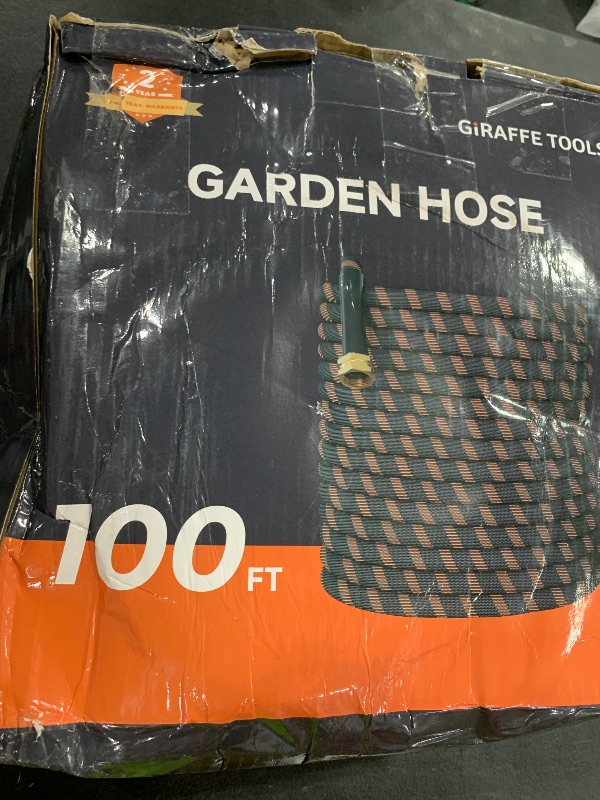 2
YEAR
YEAR WARRANTY
GiRAFFE TOOLS
GARDEN HOSE
100 FT